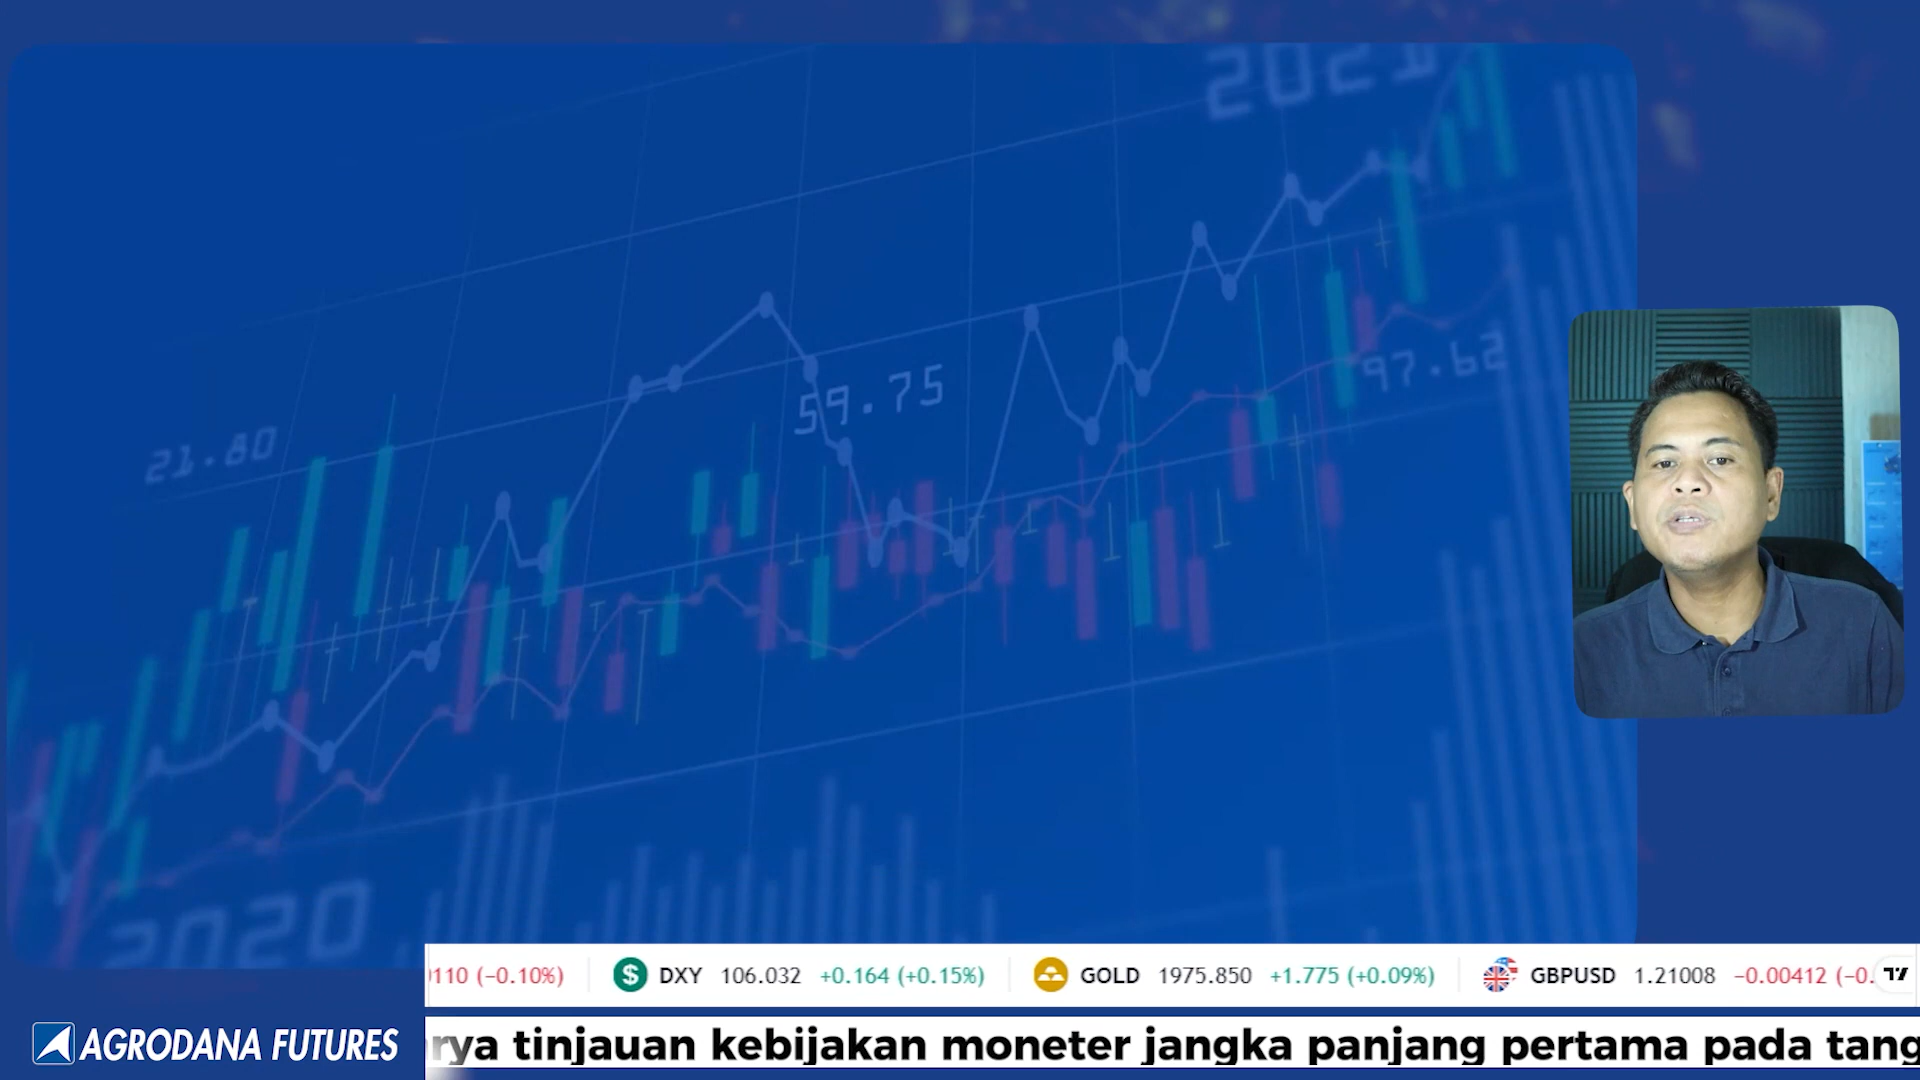 2021
97.62
59.75
21.80
2020
110 (−0.10%) DXY 106.032 +0.164 (+0.15%) GOLD 1975.850 +1.775 (+0.09%) GBPUSD 1.21008 −0.00412 (−0.
AGRODANA FUTURES
rya tinjauan kebijakan moneter jangka panjang pertama pada tang